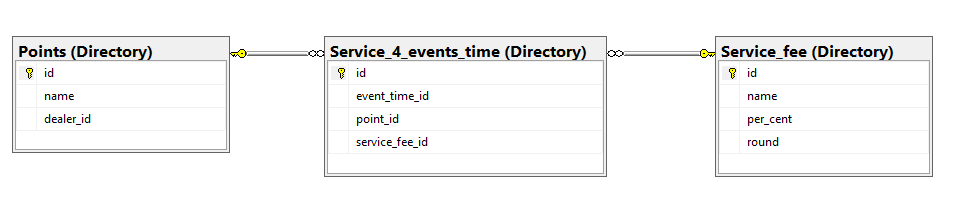 Points (Directory)
id
name
dealer_id
Service_4_events_time (Directory)
id
event_time_id
point_id
service_fee_id
Service_fee (Directory)
id
name
per_cent
round